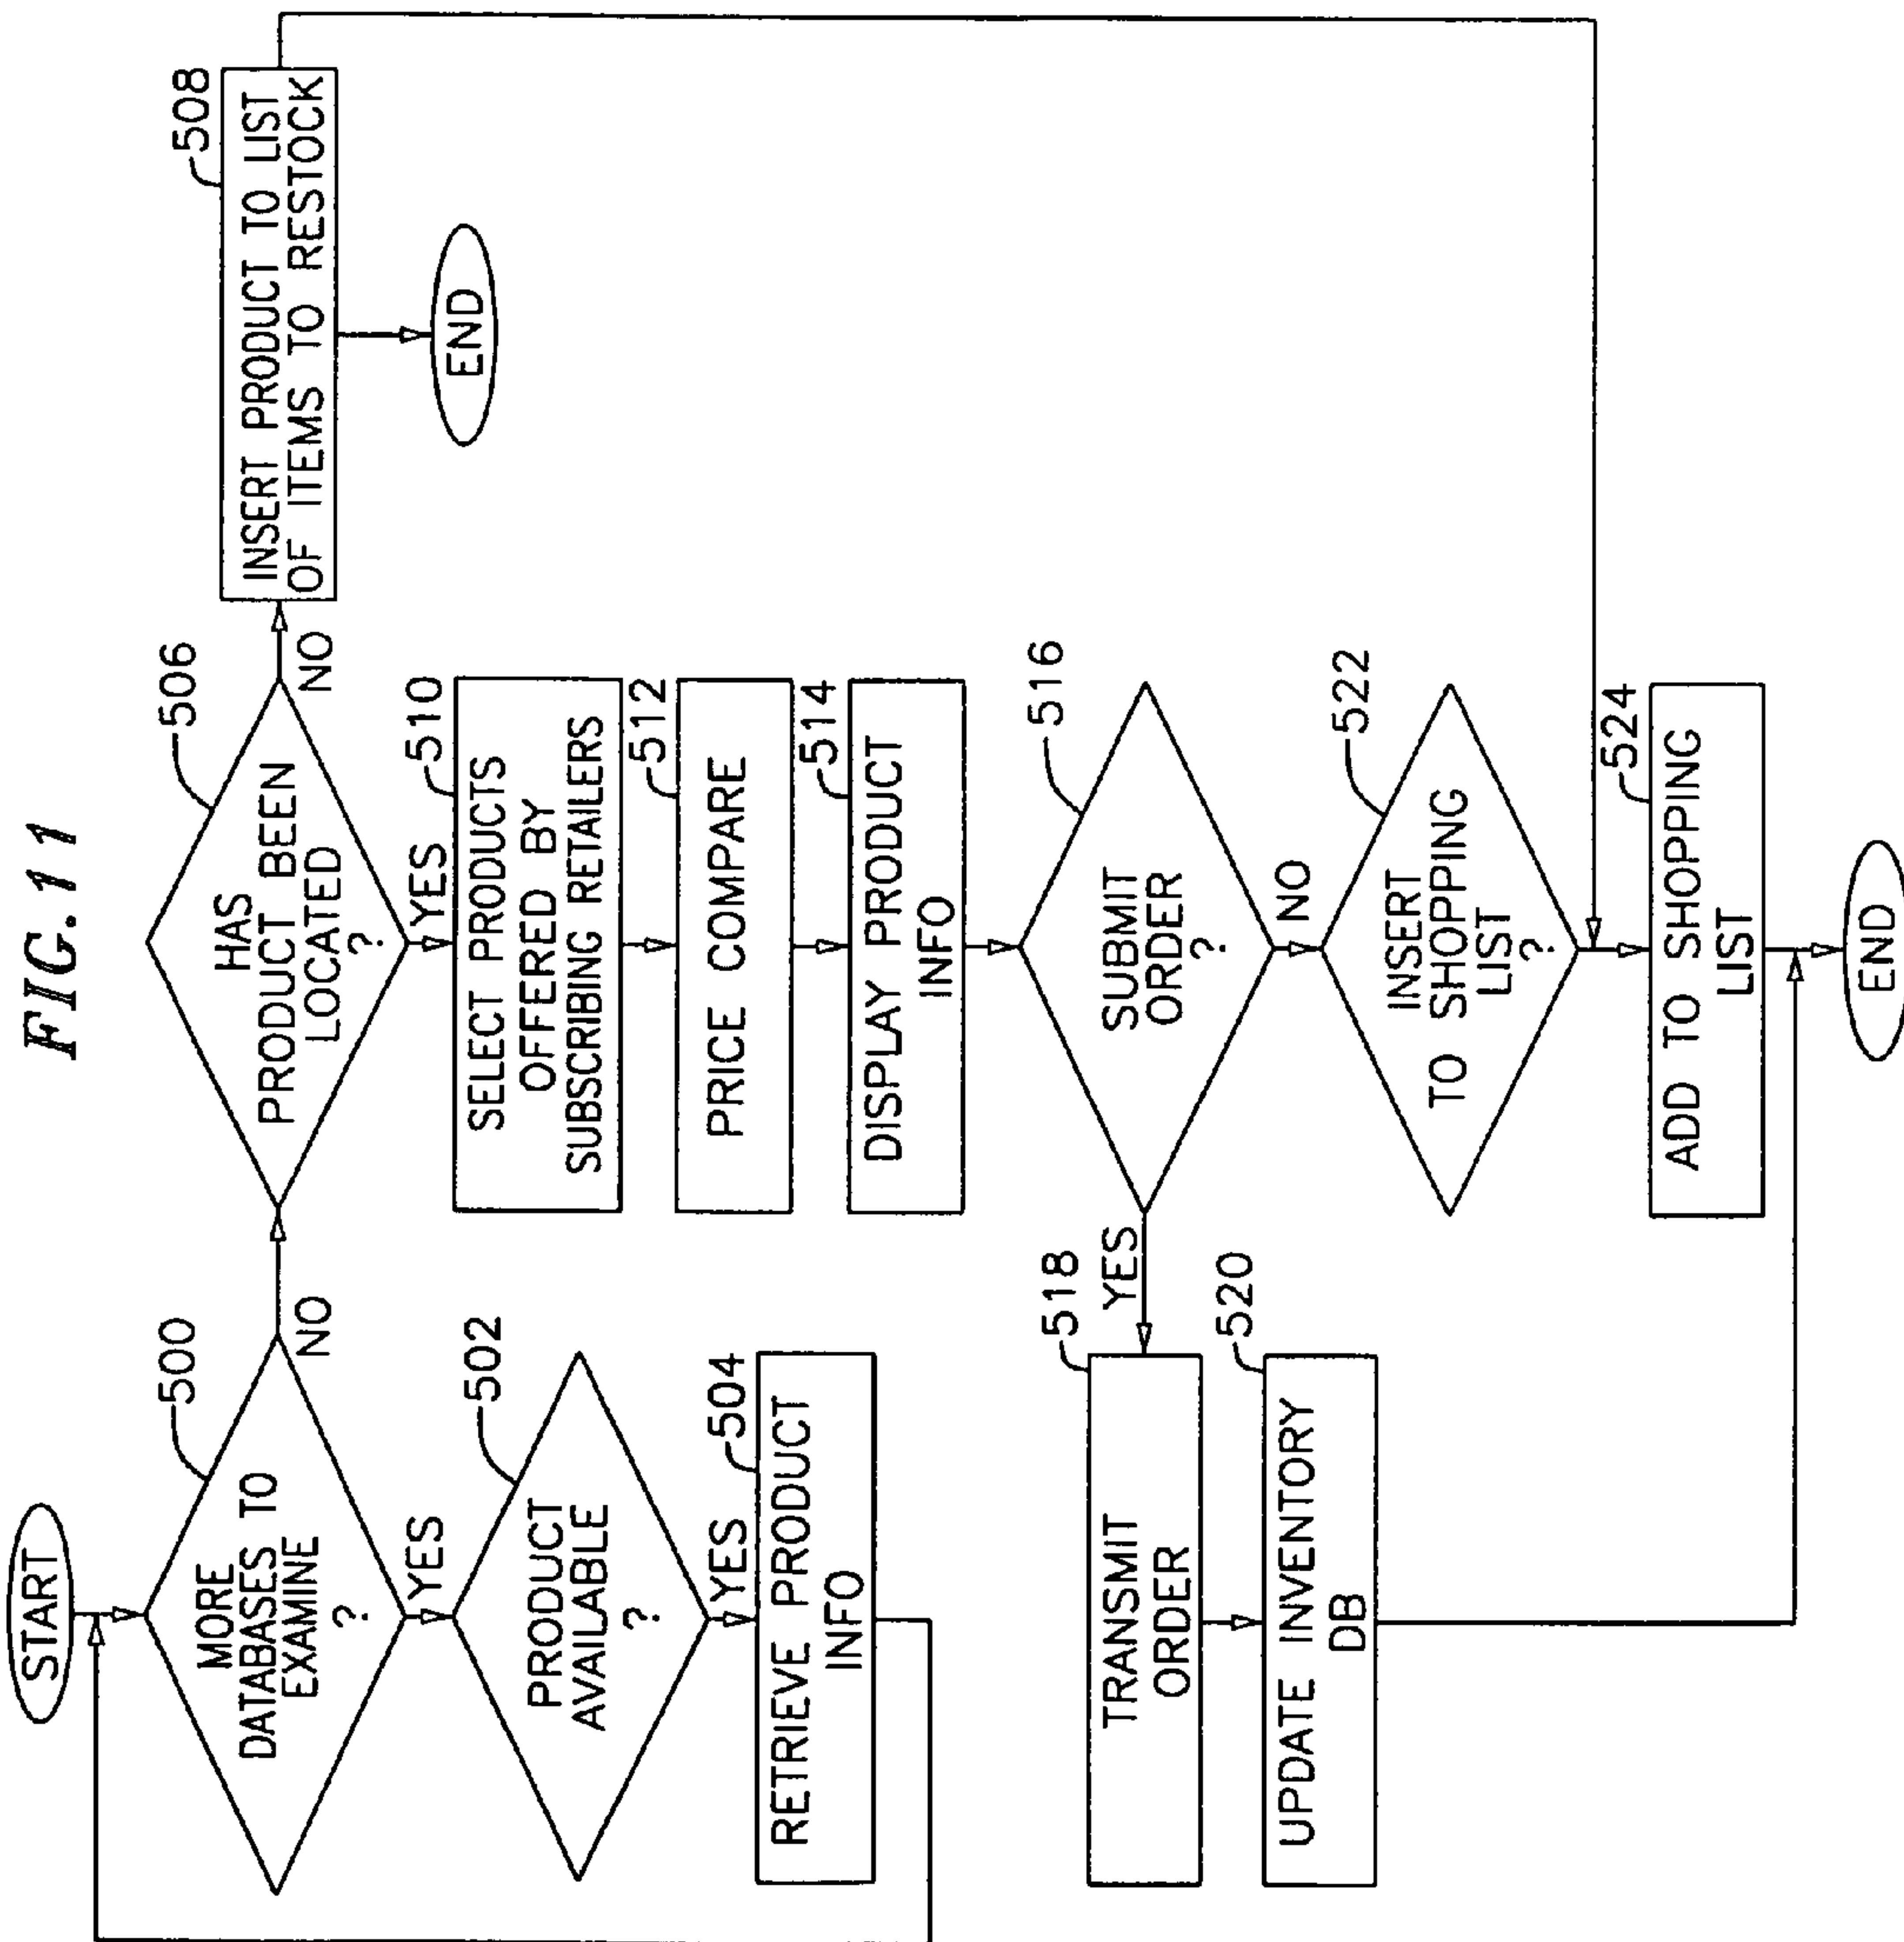 FIG.11
START
500
MORE
DATABASES TO
EXAMINE
?
NO
YES
502
PRODUCT
AVAILABLE
?
YES
504
RETRIEVE PRODUCT
INFO
506
HAS
PRODUCT BEEN
LOCATED
?
NO
YES
508
INSERT PRODUCT TO LIST
OF ITEMS TO RESTOCK
END
510
SELECT PRODUCTS
OFFERED BY
SUBSCRIBING RETAILERS
512
PRICE COMPARE
514
DISPLAY PRODUCT
INFO
516
SUBMIT
ORDER
?
YES
NO
518
TRANSMIT
ORDER
520
UPDATE INVENTORY
DB
522
INSERT
TO SHOPPING
LIST
?
524
ADD TO SHOPPING
LIST
END